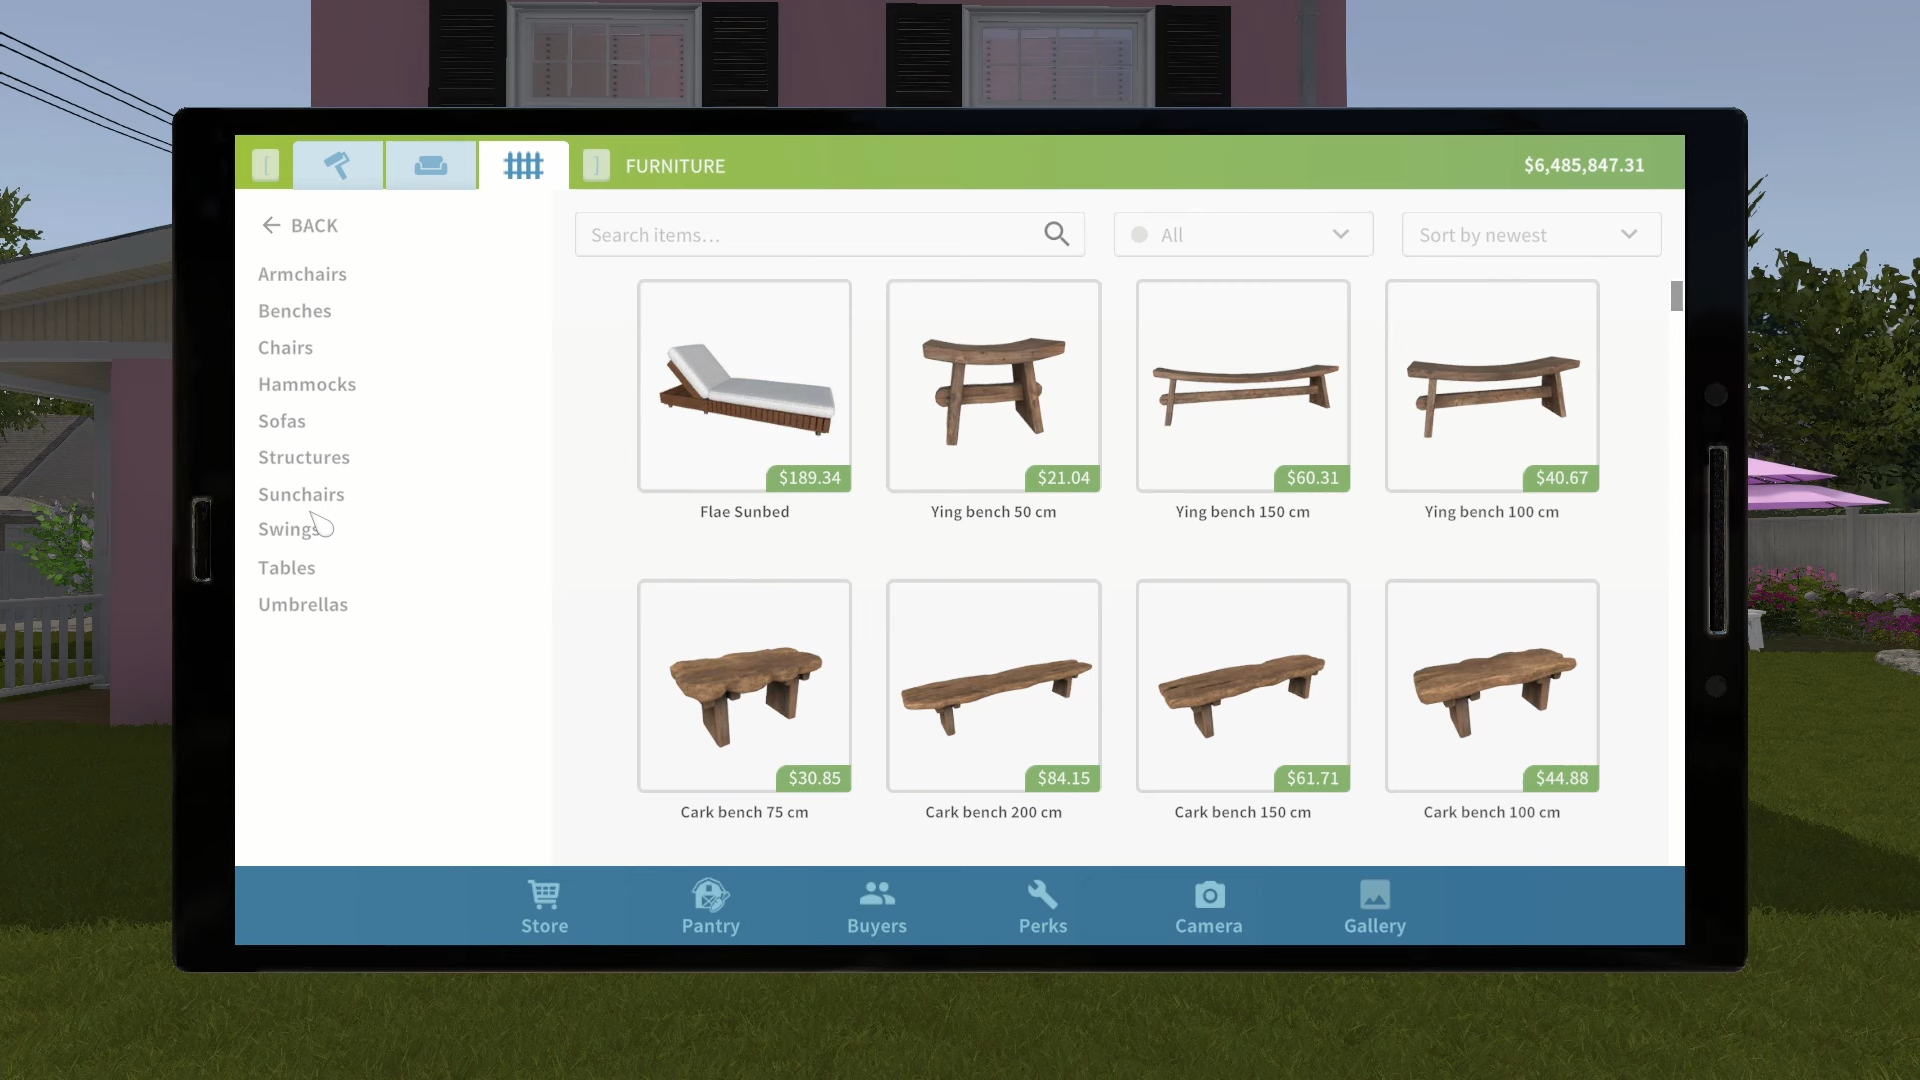 [
]
FURNITURE
$6,485,847.31
BACK
Armchairs
Benches
Chairs
Hammocks
Sofas
Structures
Sunchairs
Swings
Tables
Umbrellas
Search items...
All
Sort by newest
$189.34
$21.04
$60.31
$40.67
Flae Sunbed
Ying bench 50 cm
Ying bench 150 cm
Ying bench 100 cm
$30.85
$84.15
$61.71
$44.88
Cark bench 75 cm
Cark bench 200 cm
Cark bench 150 cm
Cark bench 100 cm
Store
Pantry
Buyers
Perks
Camera
Gallery